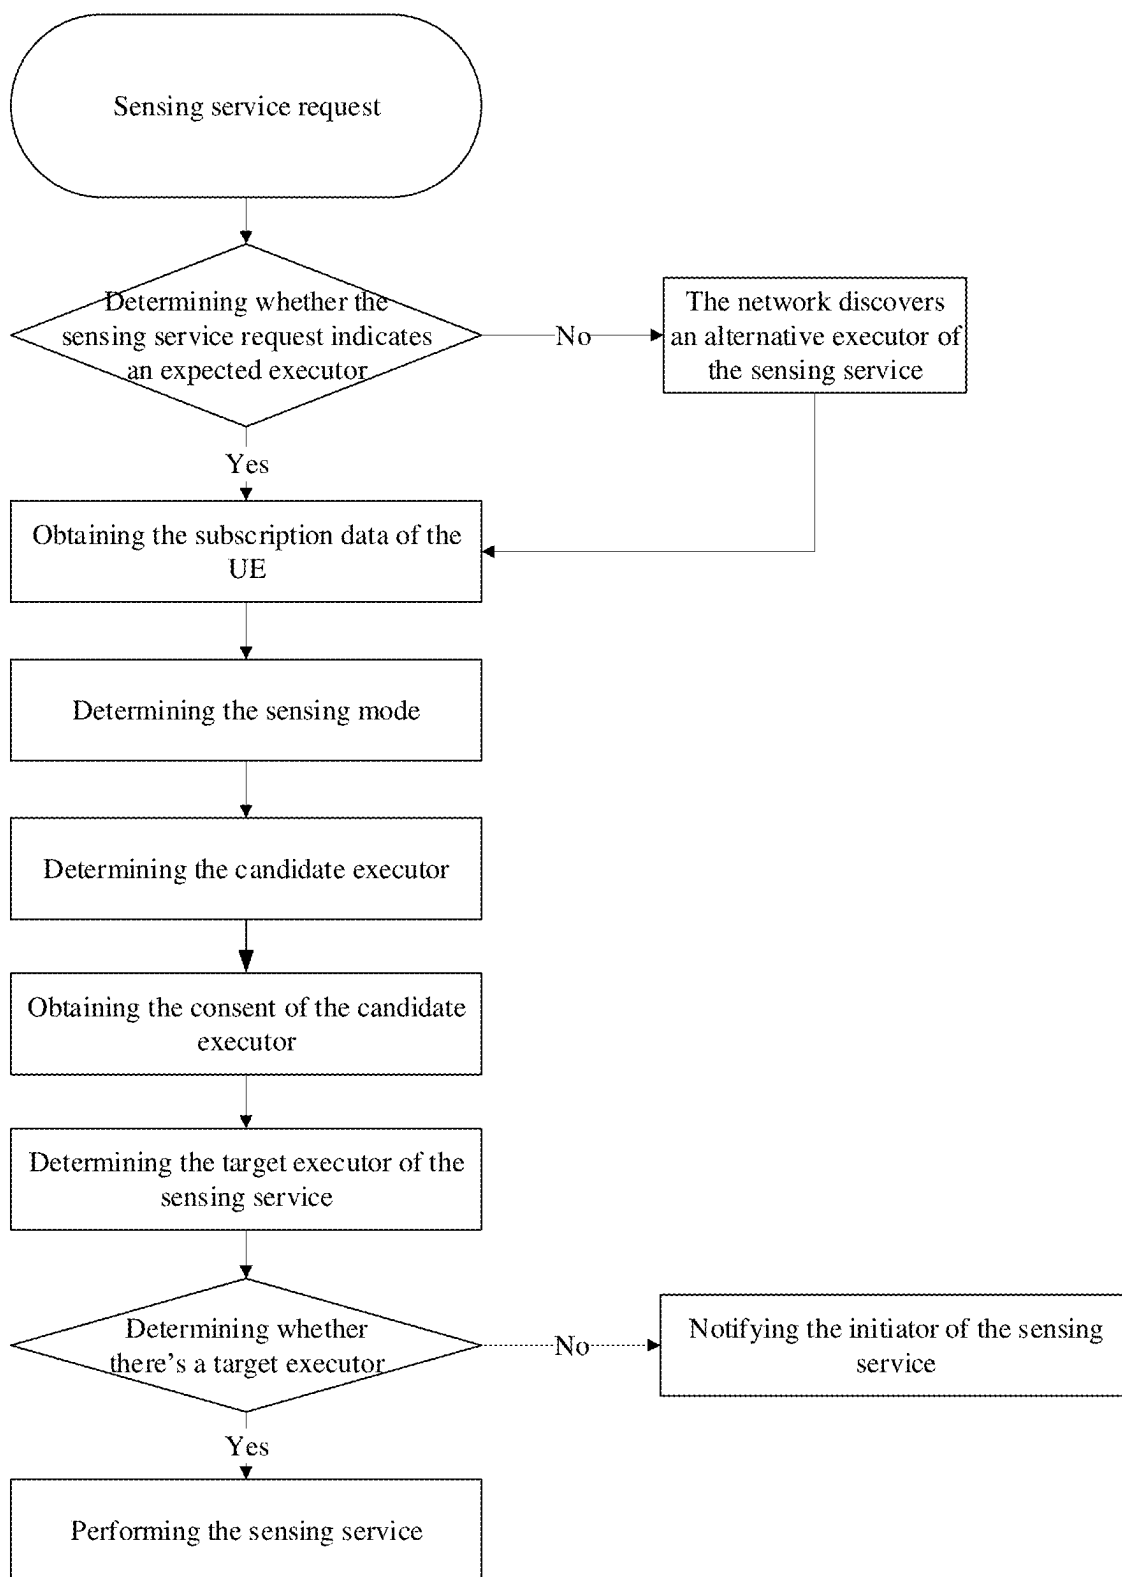 Sensing service request
Determining whether the
sensing service request indicates
an expected executor
No
The network discovers
an alternative executor of
the sensing service
Yes
Obtaining the subscription data of the
UE
Determining the sensing mode
Determining the candidate executor
Obtaining the consent of the candidate
executor
Determining the target executor of the
sensing service
Determining whether
there's a target executor
No
Notifying the initiator of the sensing
service
Yes
Performing the sensing service